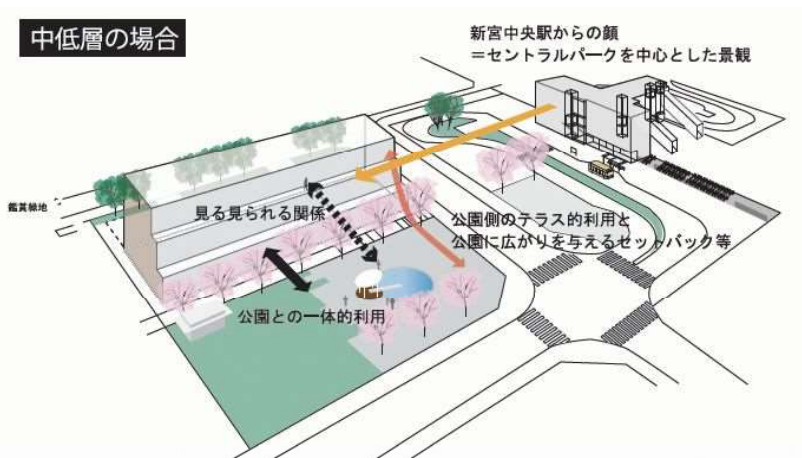 中低層の場合
新宮中央駅からの顔
＝セントラルパークを中心とした景観
鑑賞緑地
見る見られる関係
公園側のテラス的利用と
公園に広がりを与えるセットバック等
公園との一体的利用